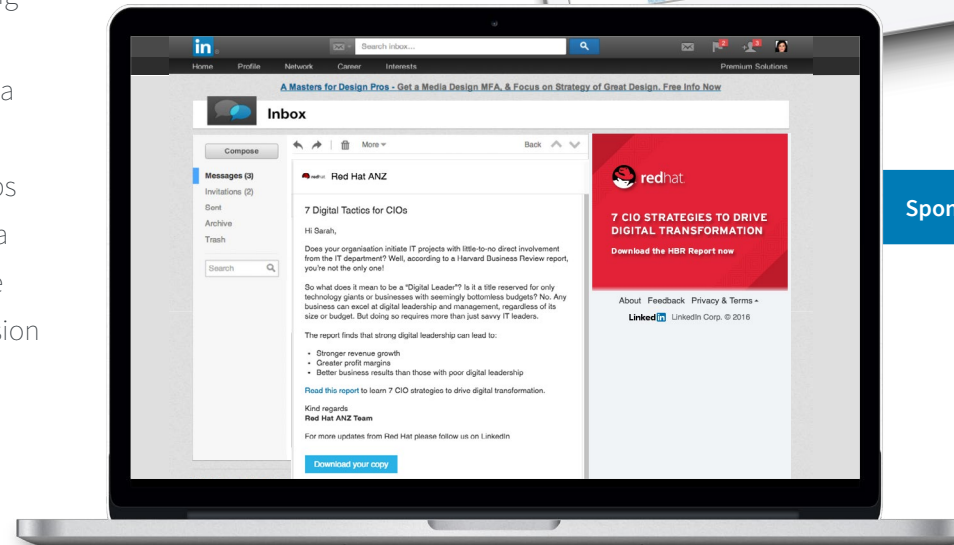 in
Search inbox...
2
3
Home Profile Network Career Interests Premium Solutions
A Masters for Design Pros - Get a Media Design MFA, & Focus on Strategy of Great Design. Free Info Now
Inbox
Compose
Messages (3)
Invitations (2)
Sent
Archive
Trash
Search
More
Back
redhat. Red Hat ANZ
7 Digital Tactics for CIOs
Hi Sarah,
Does your organisation initiate IT projects with little-to-no direct involvement
from the IT department? Well, according to a Harvard Business Review report,
you're not the only one!
So what does it mean to be a "Digital Leader"? Is it a title reserved for only
technology giants or businesses with seemingly bottomless budgets? No. Any
business can excel at digital leadership and management, regardless of its
size or budget. But doing so requires more than just savvy IT leaders.
The report finds that strong digital leadership can lead to:
• Stronger revenue growth
• Greater profit margins
• Better business results than those with poor digital leadership
Read this report to learn 7 CIO strategies to drive digital transformation.
Kind regards
Red Hat ANZ Team
For more updates from Red Hat please follow us on LinkedIn
Download your copy
redhat.
7 CIO STRATEGIES TO DRIVE
DIGITAL TRANSFORMATION
Download the HBR Report now
About Feedback Privacy & Terms
Linked in LinkedIn Corp. © 2016
a
a
Spon